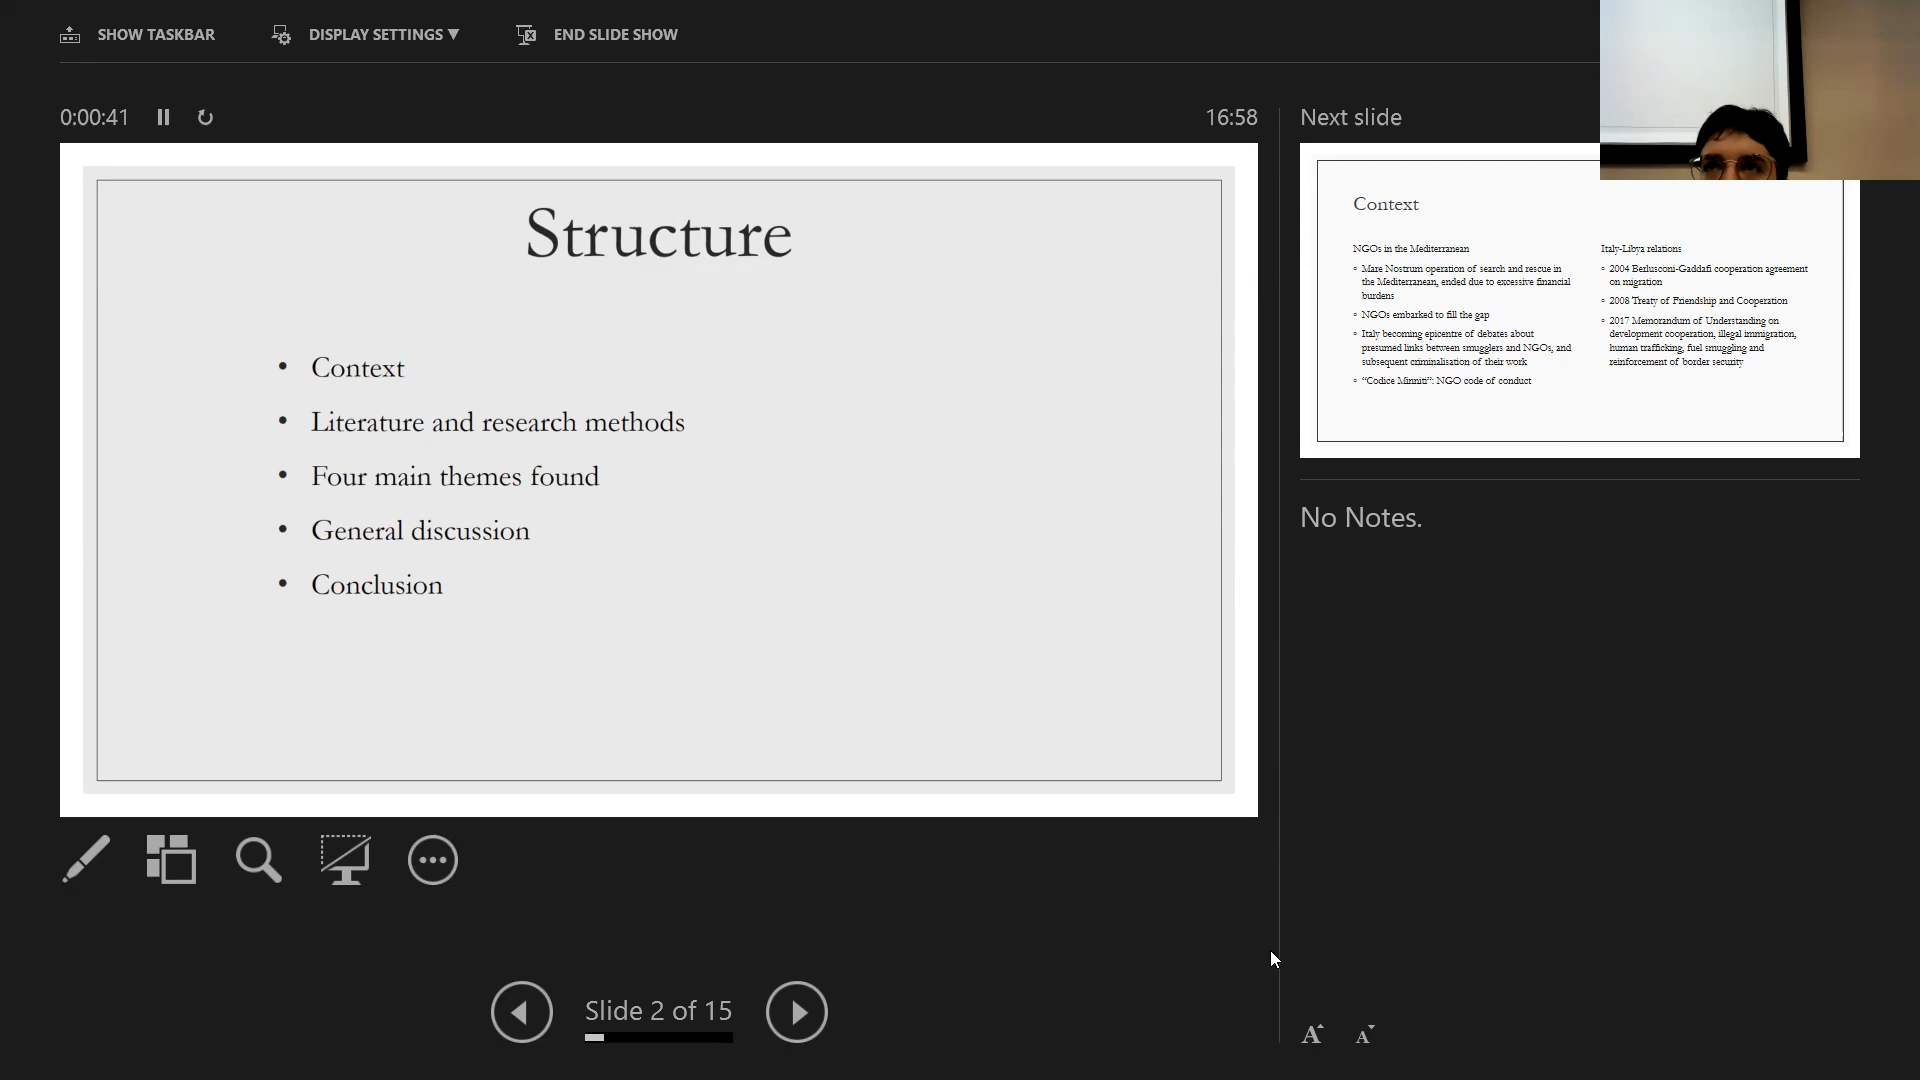 SHOW TASKBAR
DISPLAY SETTINGS ▼
END SLIDE SHOW
0:00:41
16:58
Structure
• Context
• Literature and research methods
• Four main themes found
• General discussion
• Conclusion
Slide 2 of 15
Next slide
Context
NGOs in the Mediterranean
▫ Mare Nostrum operation of search and rescue in
the Mediterranean, ended due to excessive financial
burdens
▫ NGOs embarked to fill the gap
▫ Italy becoming epicentre of debates about
presumed links between smugglers and NGOs, and
subsequent criminalisation of their work
▫ “Codice Minniti”: NGO code of conduct
Italy-Libya relations
▫ 2004 Berlusconi-Gaddafi cooperation agreement
on migration
▫ 2008 Treaty of Friendship and Cooperation
▫ 2017 Memorandum of Understanding on
development cooperation, illegal immigration,
human trafficking, fuel smuggling and
reinforcement of border security
No Notes.
A A